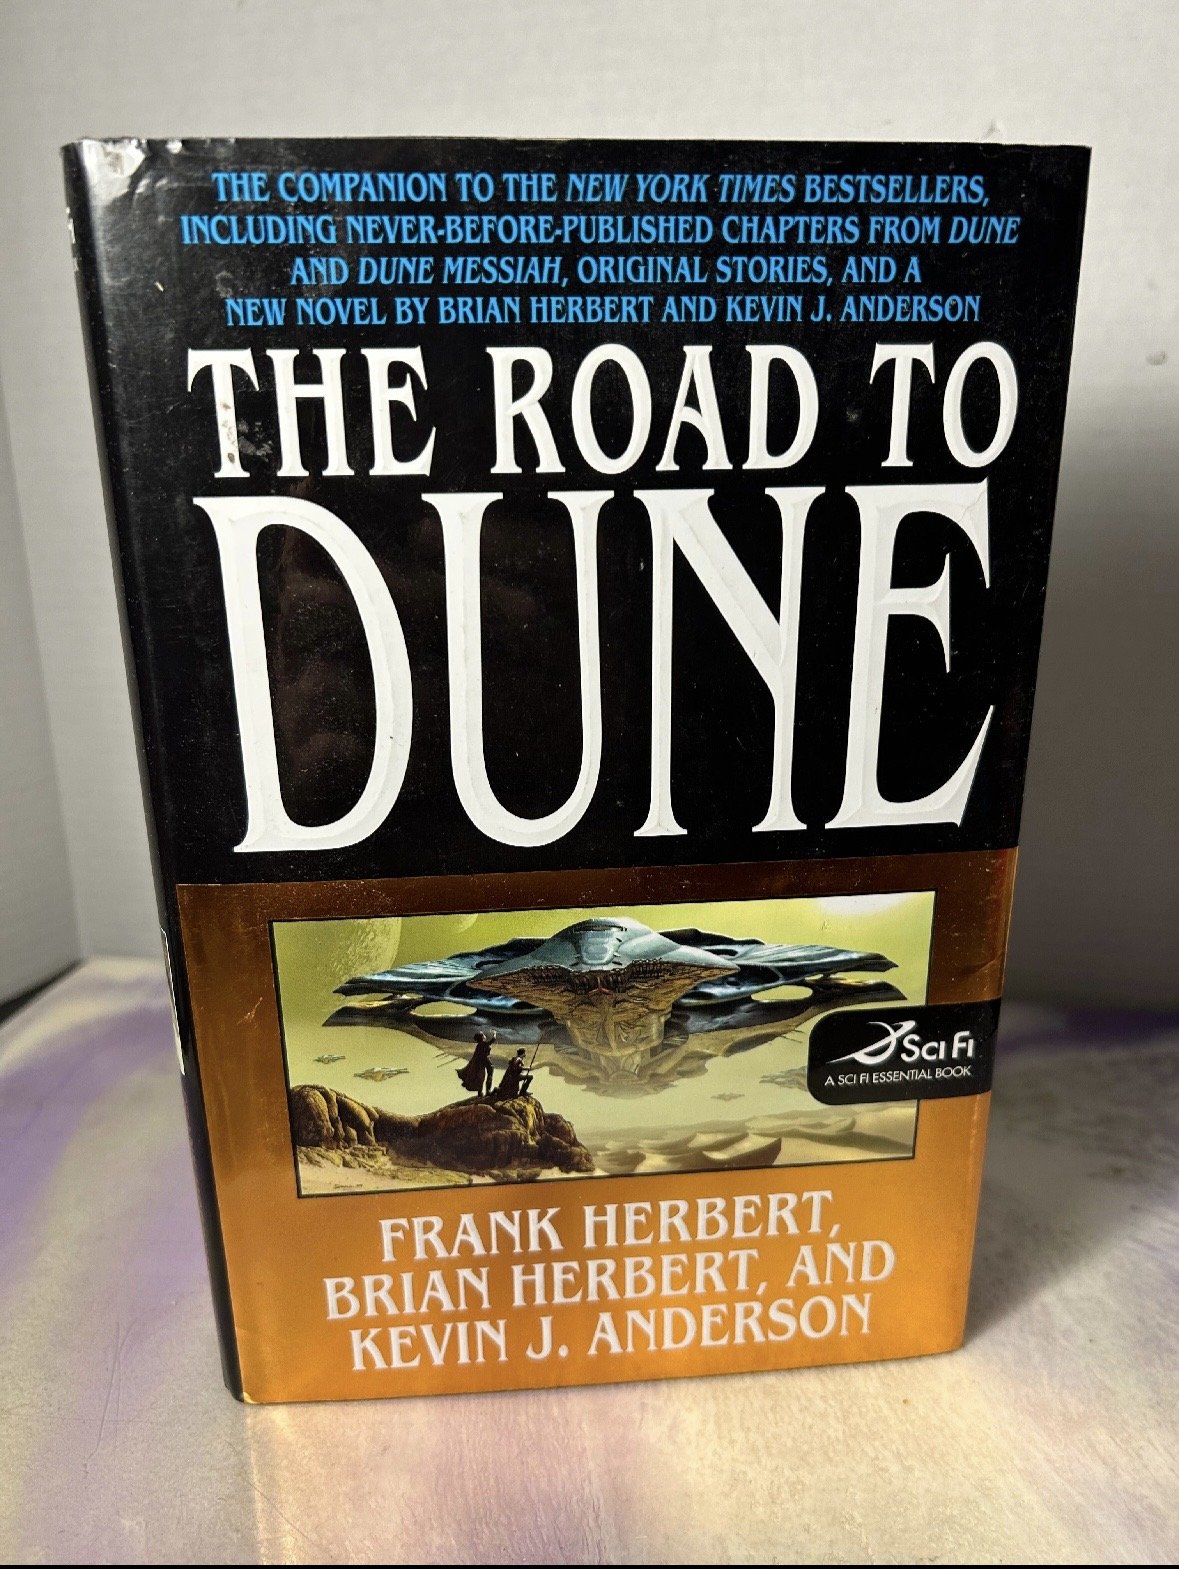 THE COMPANION TO THE NEW YORK TIMES BESTSELLERS,
INCLUDING NEVER-BEFORE-PUBLISHED CHAPTERS FROM DUNE
AND DUNE MESSIAH, ORIGINAL STORIES, AND A
NEW NOVEL BY BRIAN HERBERT AND KEVIN J. ANDERSON
THE ROAD TO
DUNE
SCI FI
A SCI FI ESSENTIAL BOOK
FRANK HERBERT,
BRIAN HERBERT, AND
KEVIN J. ANDERSON